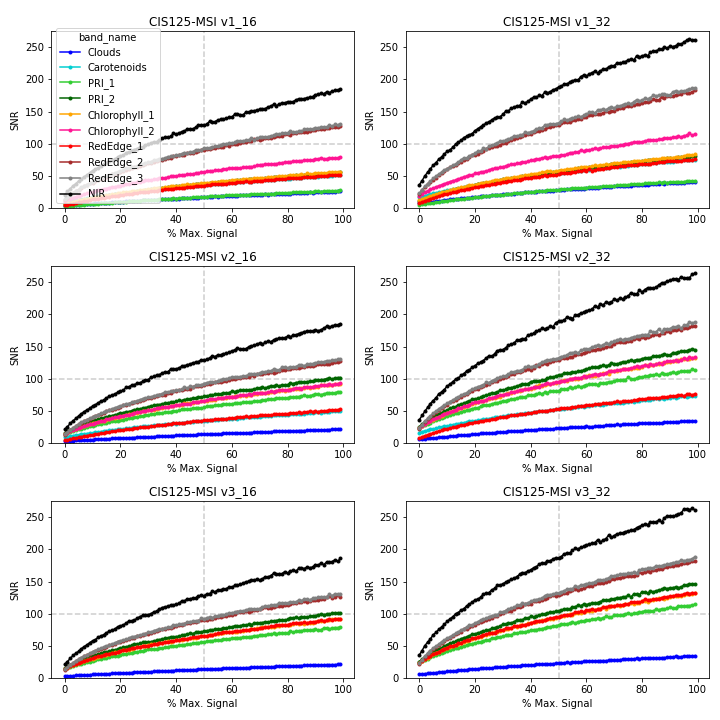 CIS125-MSI v1_16
SNR
250
200
150
100
50
0
band_name
Clouds
Carotenoids
PRI_1
PRI_2
Chlorophyll_1
Chlorophyll_2
RedEdge_1
RedEdge_2
RedEdge_3
NIR
0 20 40 60 80 100
% Max. Signal
CIS125-MSI v1_32
SNR
250
200
150
100
50
0
0 20 40 60 80 100
% Max. Signal
CIS125-MSI v2_16
SNR
250
200
150
100
50
0
0 20 40 60 80 100
% Max. Signal
CIS125-MSI v2_32
SNR
250
200
150
100
50
0
0 20 40 60 80 100
% Max. Signal
CIS125-MSI v3_16
SNR
250
200
150
100
50
0
0 20 40 60 80 100
% Max. Signal
CIS125-MSI v3_32
SNR
250
200
150
100
50
0
0 20 40 60 80 100
% Max. Signal